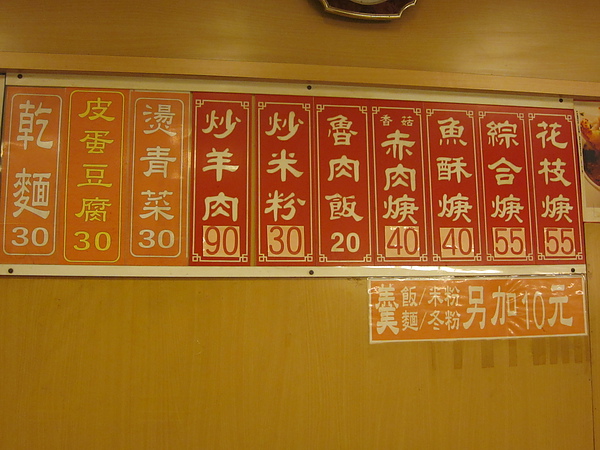 花枝焿
55
綜合焿
55
魚酥焿
40
香菇
赤肉焿
40
魯肉飯
20
炒米粉
30
炒羊肉
90
燙青菜
30
皮蛋豆腐
30
乾麵
30
羹 飯/米粉 另加10元
麵/冬粉